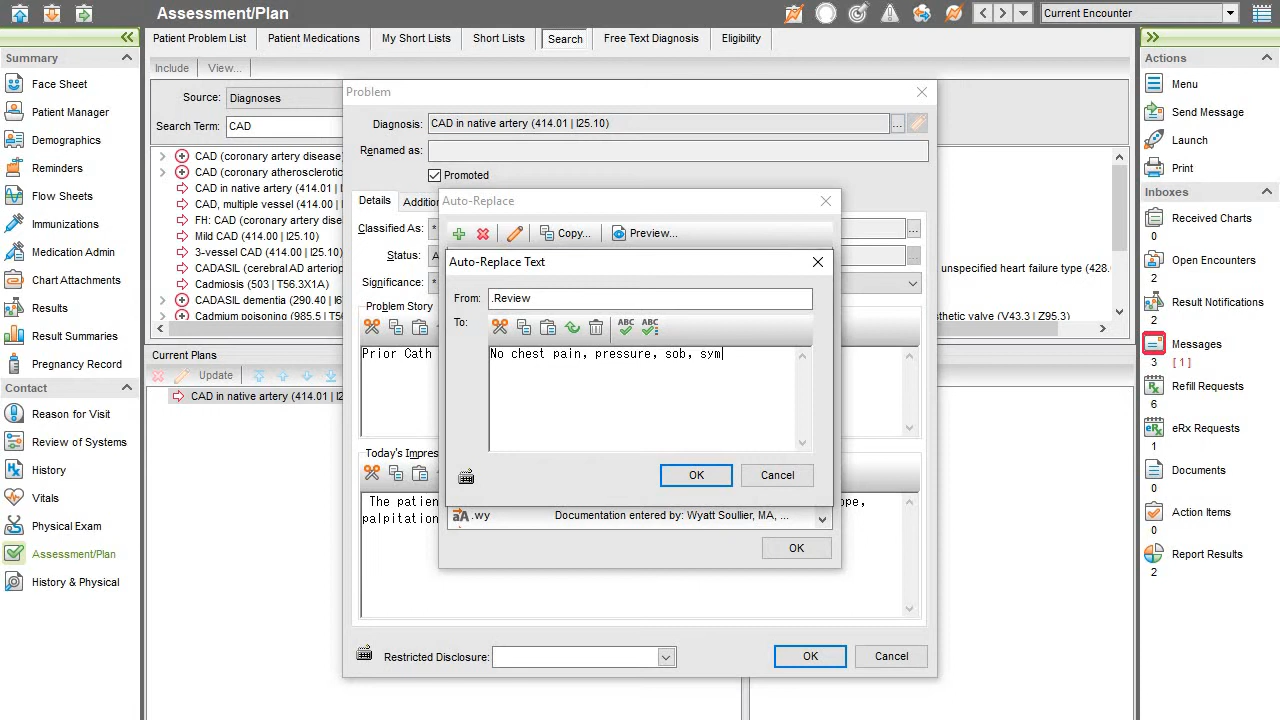 Assessment/Plan
Current Encounter
Summary
Face Sheet
Patient Manager
Demographics
Reminders
Flow Sheets
Immunizations
Medication Admin
Chart Attachments
Results
Result Summaries
Pregnancy Record
Contact
Reason for Visit
Review of Systems
History
Vitals
Physical Exam
Assessment/Plan
History & Physical
Patient Problem List Patient Medications My Short Lists Short Lists Search Free Text Diagnosis Eligibility
Include View...
Source: Diagnoses
Search Term: CAD
CAD (coronary artery disease
CAD (coronary atherosclerotic
CAD in native artery (414.01 |
CAD, multiple vessel (414.00 |
FH: CAD (coronary artery dise
Mild CAD (414.00 | I25.10)
3-vessel CAD (414.00 | I25.10)
CADASIL (cerebral AD arteriop
Cadmiosis (503 | T56.3X1A)
CADASIL dementia (290.40 |
Cadmium poisoning (985.5 | T56
unspecified heart failure type (428.
sthetic valve (V43.3 | Z95.3)
Current Plans
Update
CAD in native artery (414.01 | I2
Problem
Diagnosis: CAD in native artery (414.01 | I25.10)
Renamed as:
Promoted
Details Addition
Classified As: *
Status: A
Significance: *
Problem Story
Prior Cath
Today's Impres
The patien
palpitation
ope,
Auto-Replace
Copy... Preview...
Auto-Replace Text
From: .Review
To:
ABC ABC
No chest pain, pressure, sob, sym
OK Cancel
aA .wy Documentation entered by: Wyatt Soullier, MA, ...
OK
Restricted Disclosure:
OK Cancel
Actions
Menu
Send Message
Launch
Print
Inboxes
Received Charts
0
Open Encounters
2
Result Notifications
2
Messages
3 [ 1 ]
Refill Requests
6
eRx Requests
1
Documents
0
Action Items
0
Report Results
2